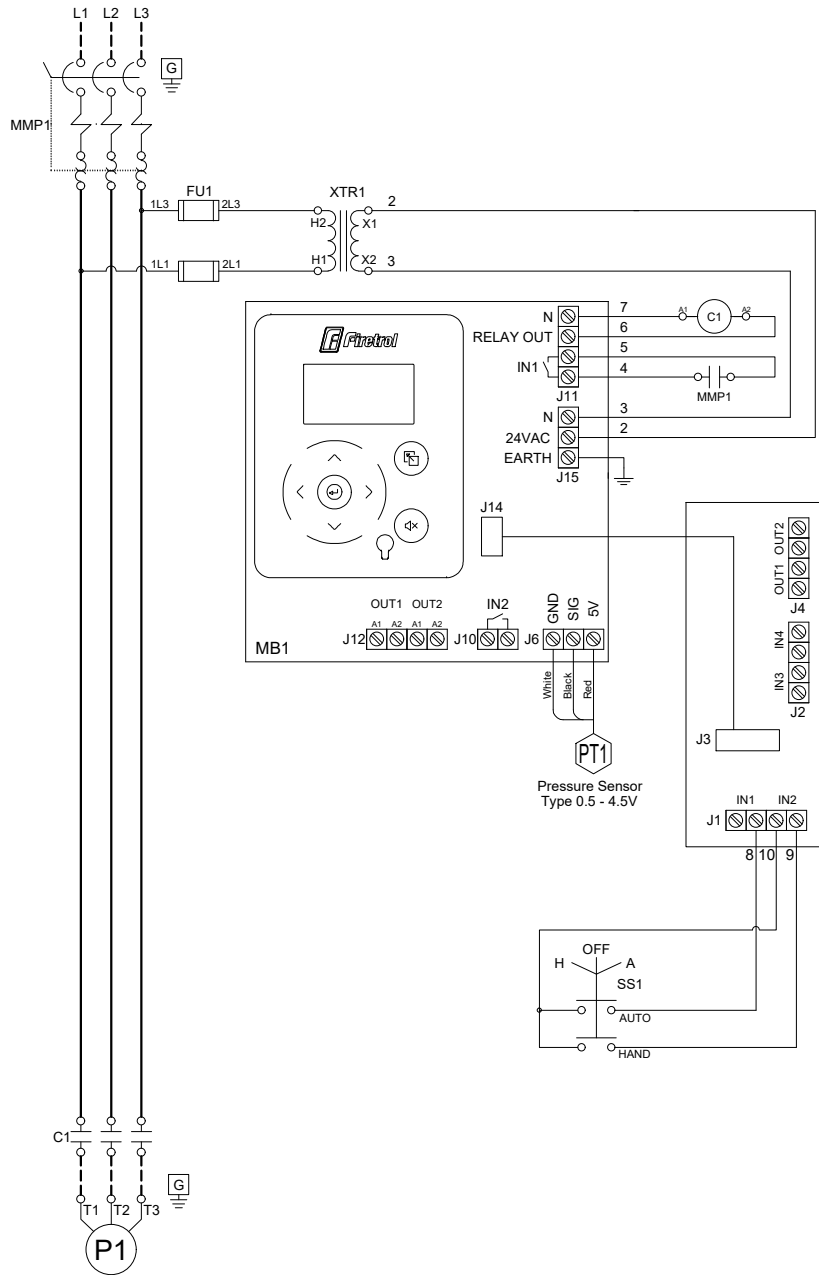 L1 L2 L3
G
MMP1
FU1
XTR1
1L3 2L3
H2 X1
2
1L1 2L1
H1 X2
3
Firetrol
N
7
A1 C1 A2
RELAY OUT
6
5
IN1
4
MMP1
J11
N
3
24VAC
2
EARTH
J15
J14
OUT1 OUT2
A1 A2 A1 A2
J12
IN2
J10
GND SIG 5V
J6
MB1
White Black Red
PT1
Pressure Sensor
Type 0.5 - 4.5V
OUT2
OUT1
J4
IN4
IN3
J2
J3
IN1 IN2
J1
8 10 9
OFF
H A
SS1
AUTO
HAND
C1
G
T1 T2 T3
P1